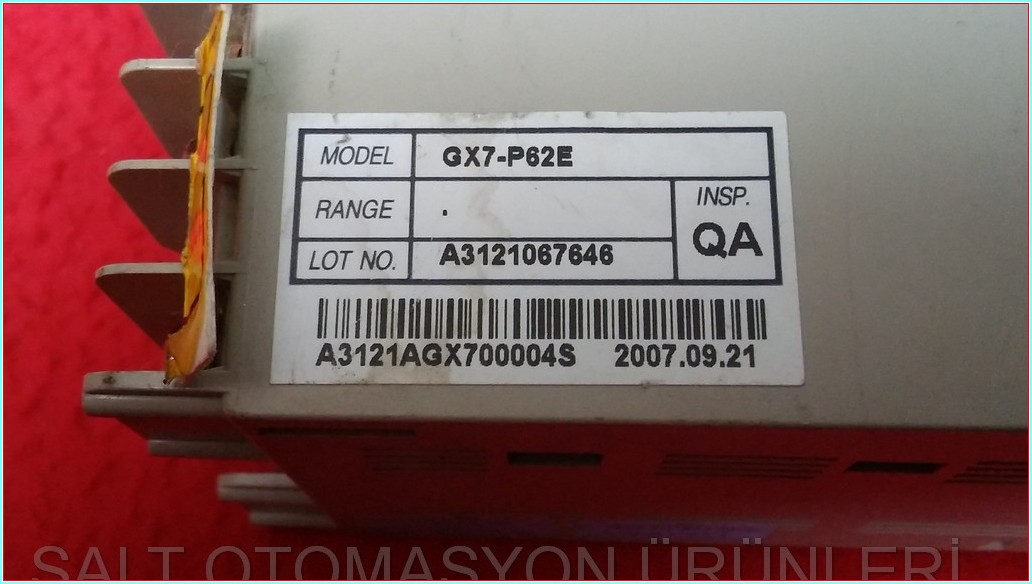 MODEL GX7-P62E
RANGE .
INSP.
QA
LOT NO. A3121067646
A3121AGX700004S 2007.09.21
SALT OTOMASYON ÜRÜNLERİ